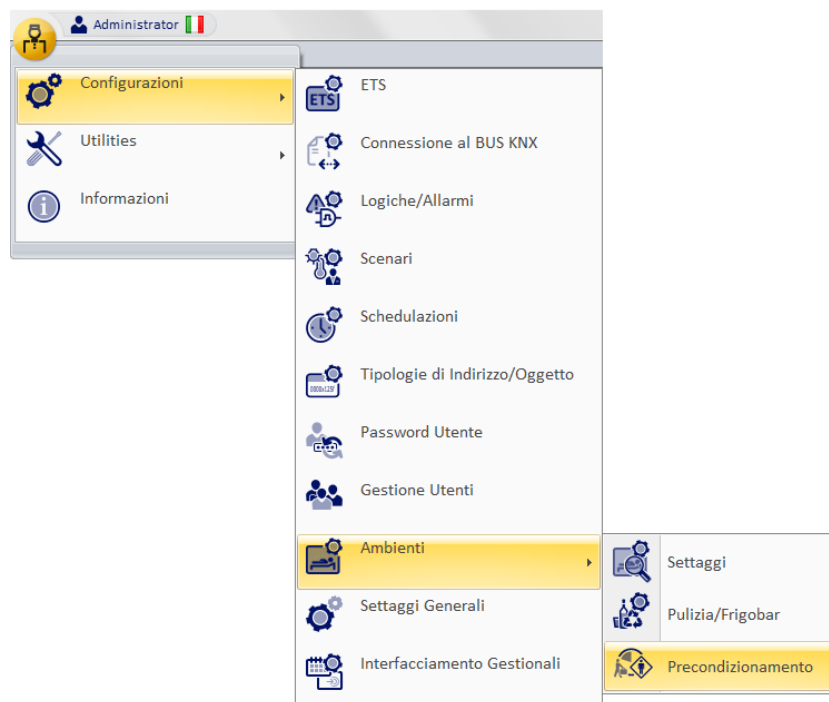 Administrator
Configurazioni
Utilities
Informazioni
ETS
ETS
Connessione al BUS KNX
Logiche/Allarmi
Scenari
Schedulazioni
Tipologie di Indirizzo/Oggetto
Password Utente
Gestione Utenti
Ambienti
Settaggi Generali
Interfacciamento Gestionali
Settaggi
Pulizia/Frigobar
Precondizionamento